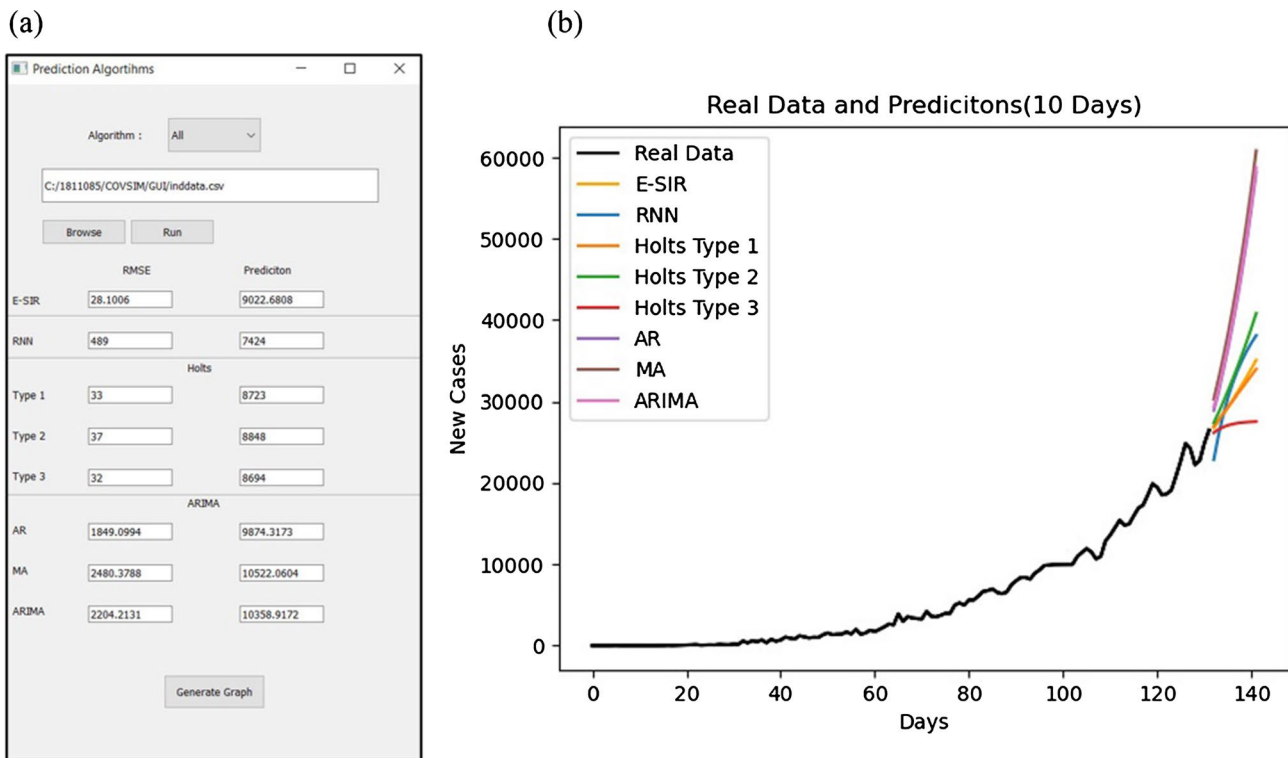 (a)
Prediction Algortihms
Algorithm :
All
C:/1811085/COVSIM/GUI/inddata.csv
Browse
Run
RMSE
Prediciton
E-SIR
28.1006
9022.6808
RNN
489
7424
Holts
Type 1
33
8723
Type 2
37
8848
Type 3
32
8694
ARIMA
AR
1849.0994
9874.3173
MA
2480.3788
10522.0604
ARIMA
2204.2131
10358.9172
Generate Graph
(b)
Real Data and Predicitons(10 Days)
Real Data
E-SIR
RNN
Holts Type 1
Holts Type 2
Holts Type 3
AR
MA
ARIMA
New Cases
60000
50000
40000
30000
20000
10000
0
0
20
40
60
80
100
120
140
Days